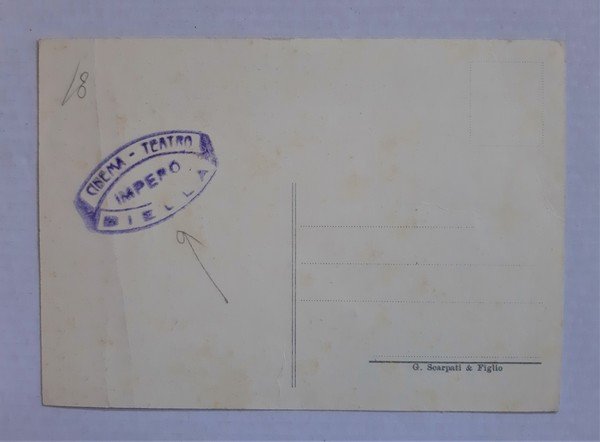 18
CINEMA - TEATRO
IMPERO
BIELLA
G. Scarpati & Figlio